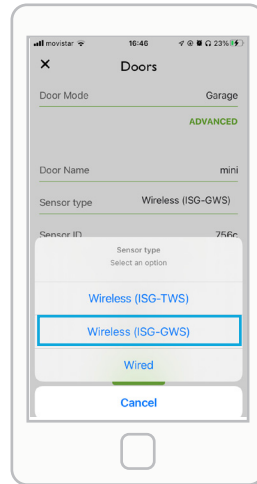 movistar 16:46 23%
Doors
Door Mode Garage
ADVANCED
Door Name mini
Sensor type Wireless (ISG-GWS)
Sensor ID 756c
Sensor type
Select an option
Wireless (ISG-TWS)
Wireless (ISG-GWS)
Wired
Cancel